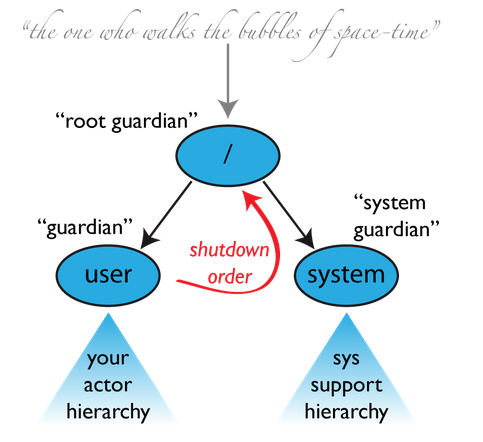 “the one who walks the bubbles of space-time”
“root guardian”
/
“system
guardian”
“guardian”
shutdown
order
user
system
your
actor
hierarchy
sys
support
hierarchy